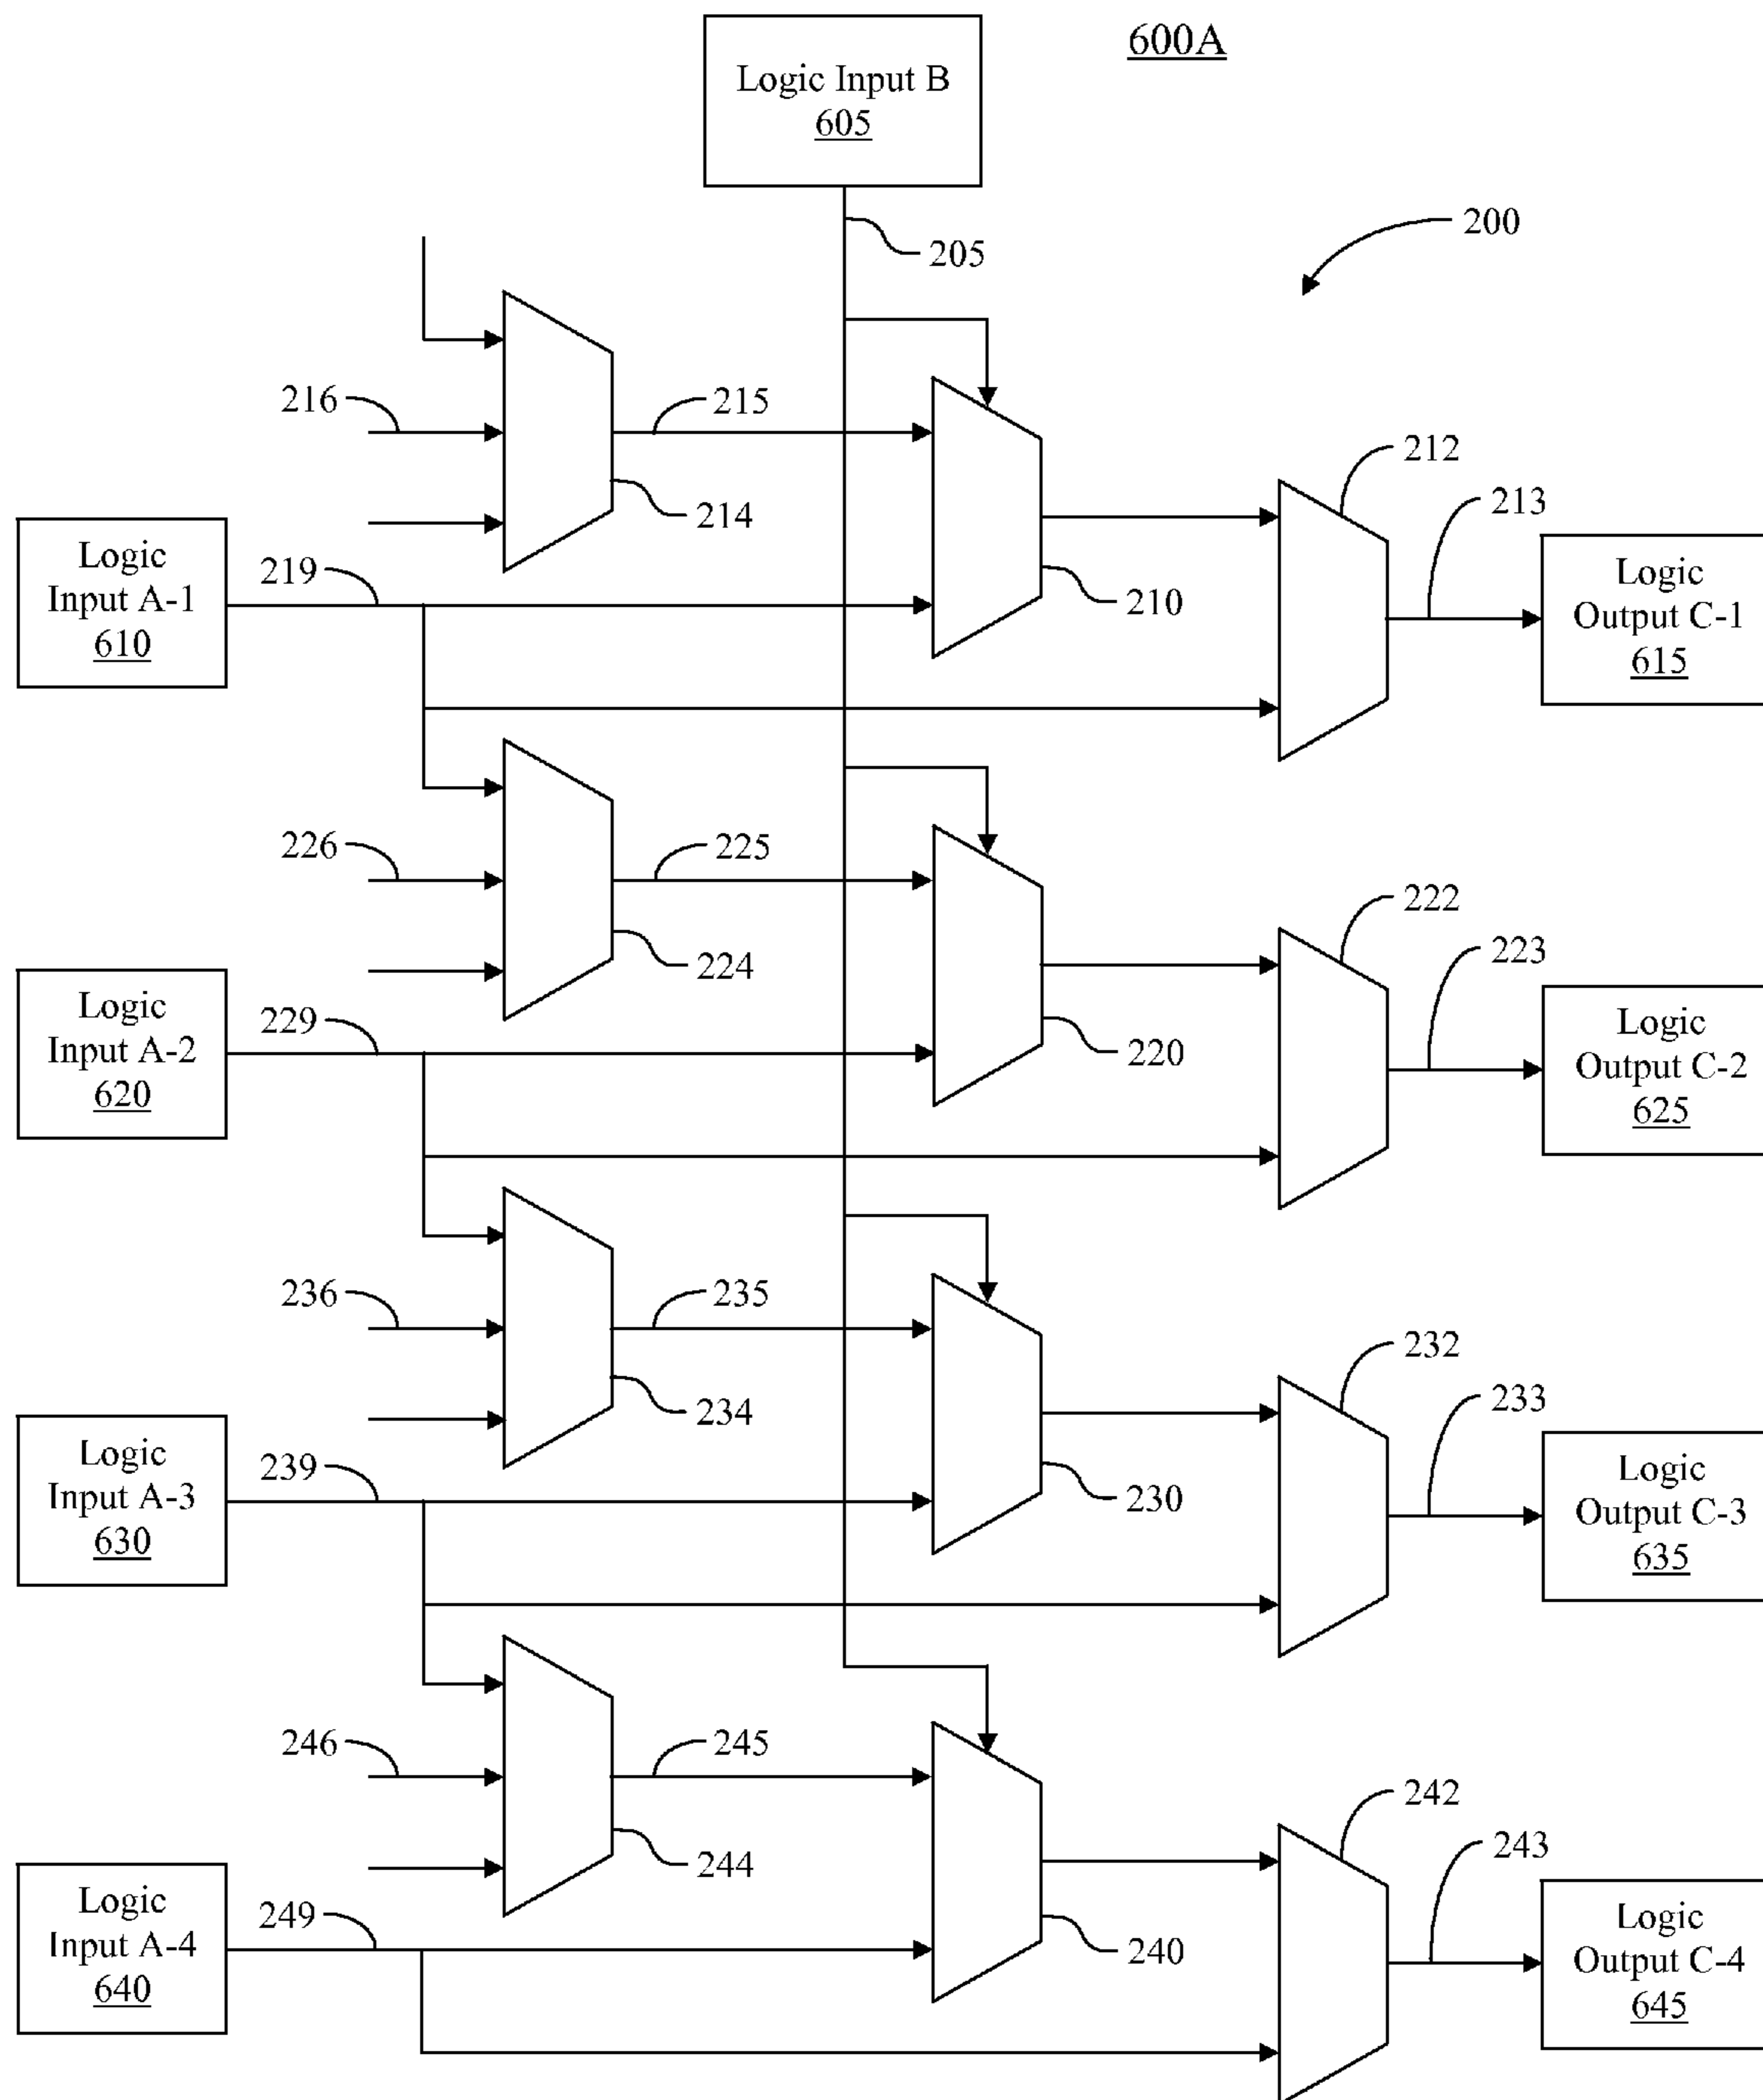 600A
Logic Input B
605
200
205
216
215
212
214
213
Logic
Input A-1
610
219
210
Logic
Output C-1
615
226
225
222
224
223
Logic
Input A-2
620
229
220
Logic
Output C-2
625
236
235
232
234
233
Logic
Input A-3
630
239
230
Logic
Output C-3
635
246
245
242
244
243
Logic
Input A-4
640
249
240
Logic
Output C-4
645